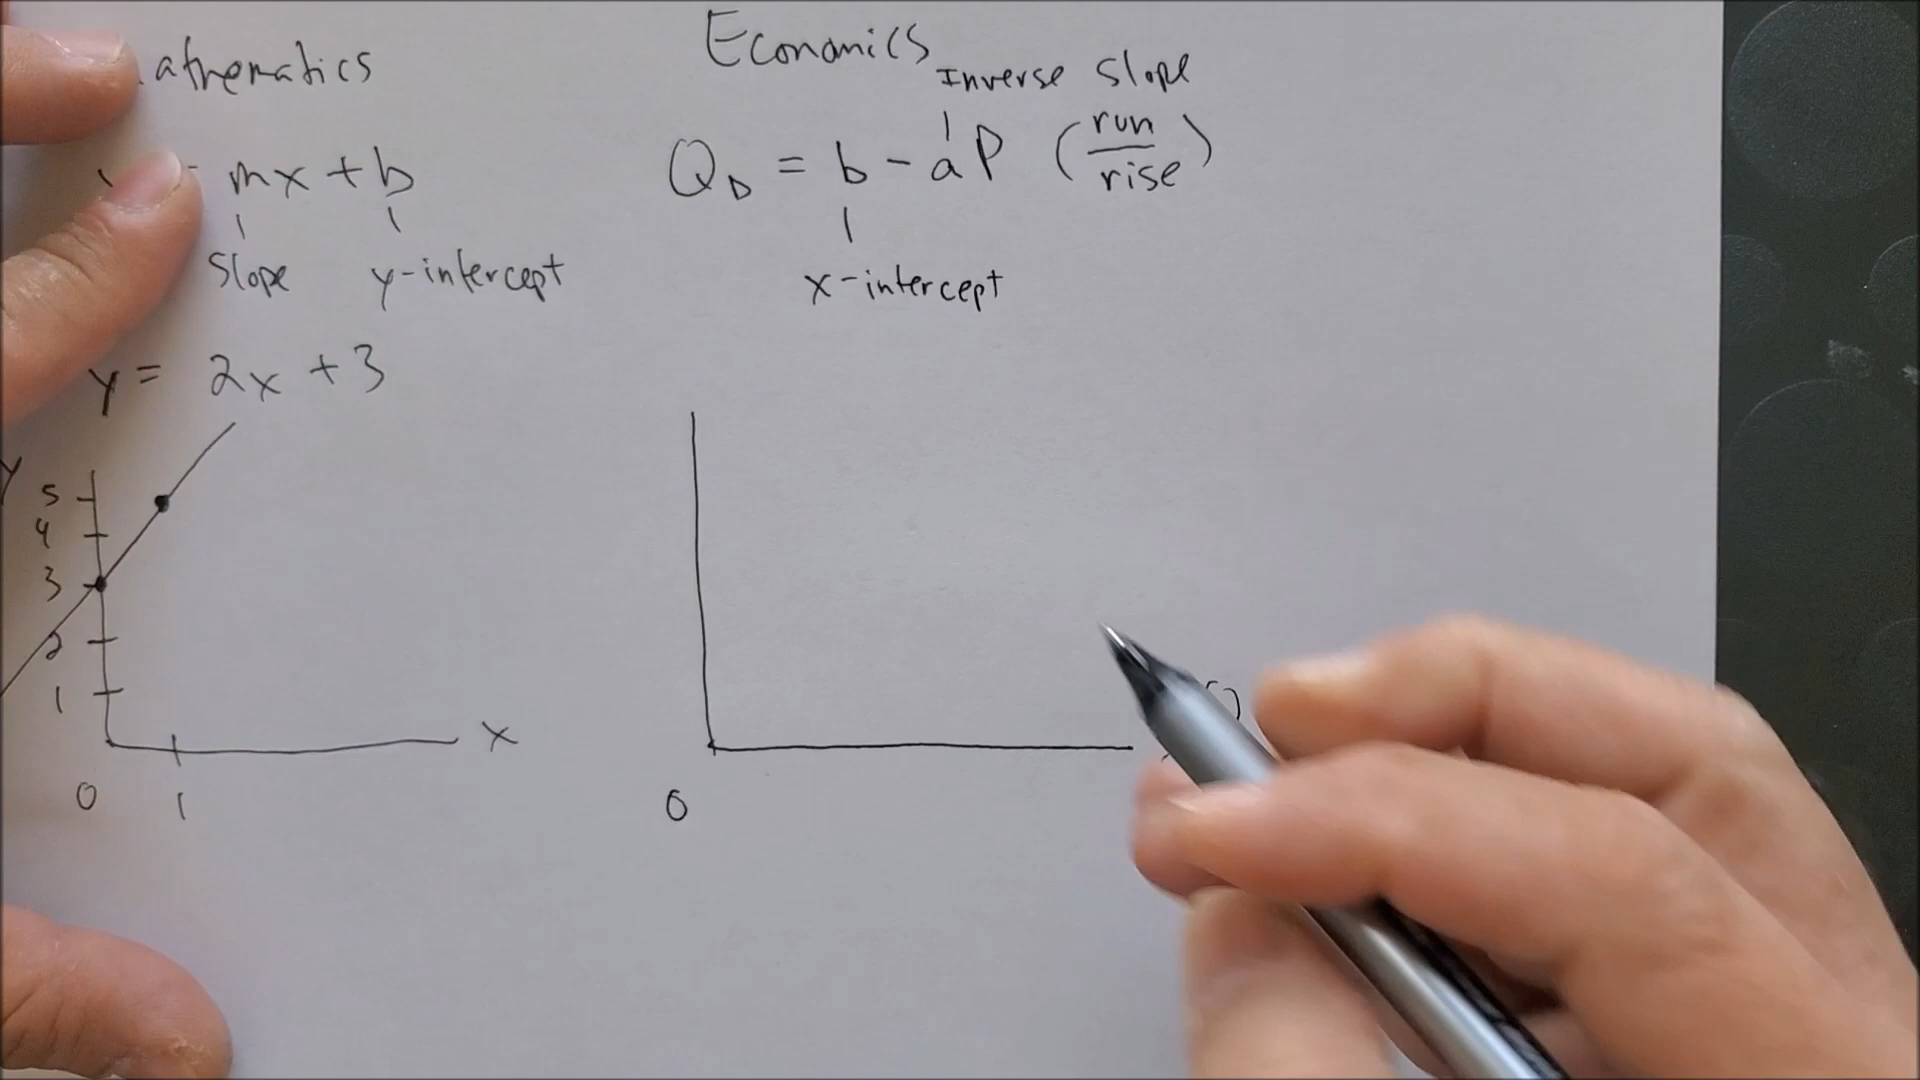 athematics
= mx + b
slope y-intercept
y = 2x + 3
y
5
4
3
2
1
x
0 1
Economics
Inverse slope
Q_D = b - aP (run/rise)
x-intercept
0